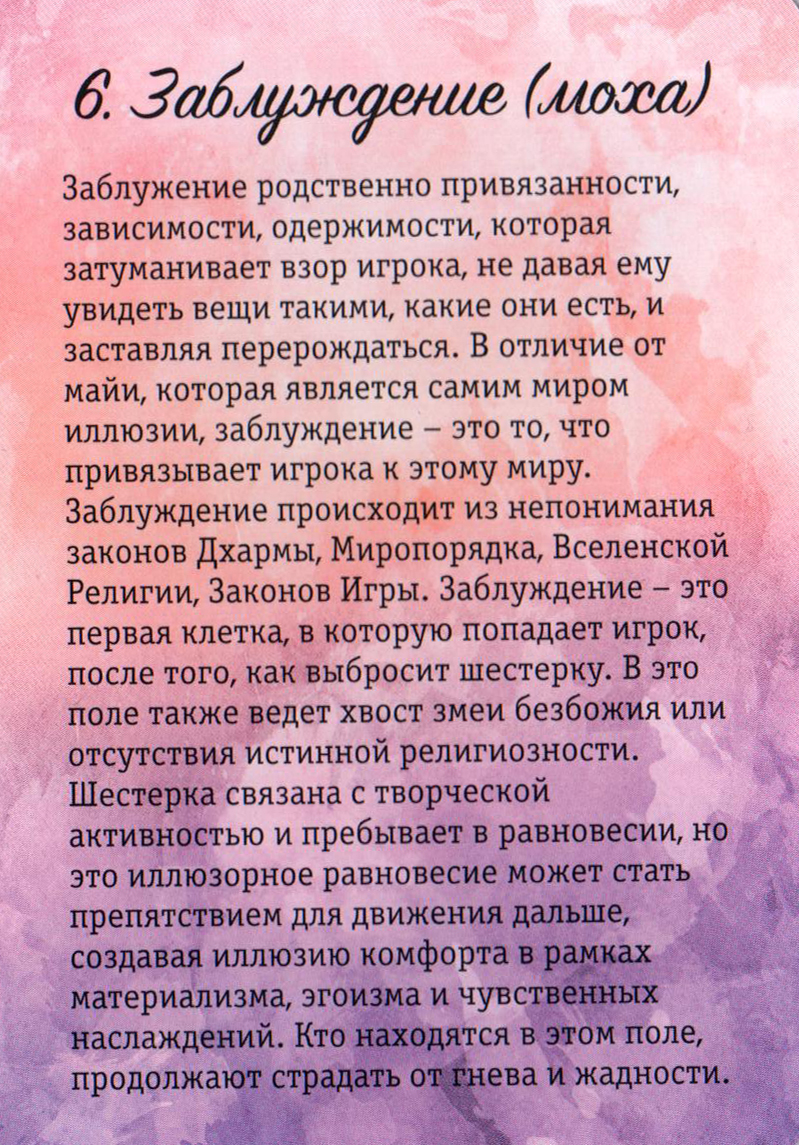 6. Заблуждение (моха)
Заблужение родственно привязанности,
зависимости, одержимости, которая
затуманивает взор игрока, не давая ему
увидеть вещи такими, какие они есть, и
заставляя перерождаться. В отличие от
майи, которая является самим миром
иллюзии, заблуждение – это то, что
привязывает игрока к этому миру.
Заблуждение происходит из непонимания
законов Дхармы, Миропорядка, Вселенской
Религии, Законов Игры. Заблуждение – это
первая клетка, в которую попадает игрок,
после того, как выбросит шестерку. В это
поле также ведет хвост змеи безбожия или
отсутствия истинной религиозности.
Шестерка связана с творческой
активностью и пребывает в равновесии, но
это иллюзорное равновесие может стать
препятствием для движения дальше,
создавая иллюзию комфорта в рамках
материализма, эгоизма и чувственных
наслаждений. Кто находятся в этом поле,
продолжают страдать от гнева и жадности.